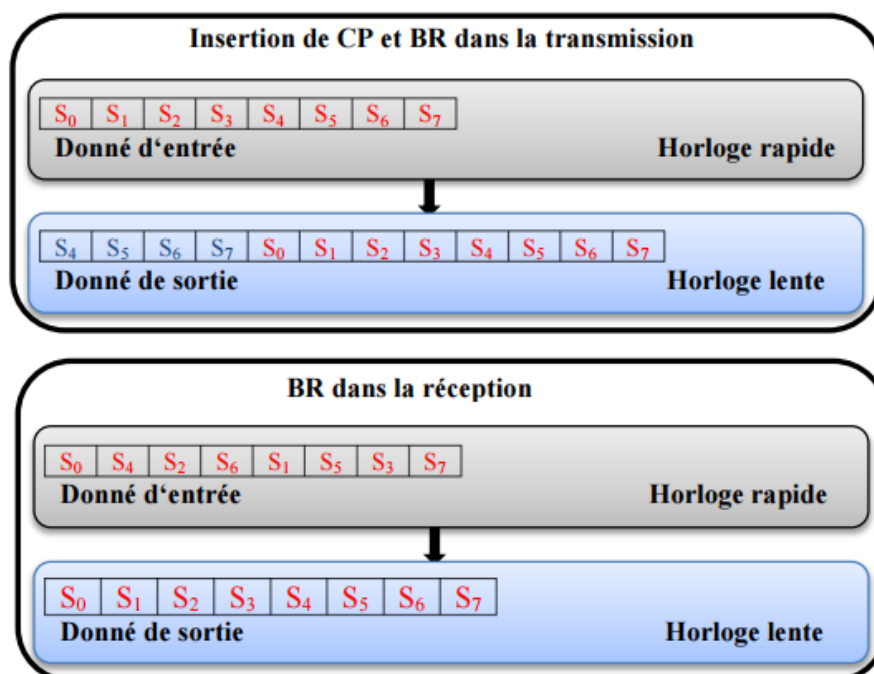 Insertion de CP et BR dans la transmission
S₀ S₁ S₂ S₃ S₄ S₅ S₆ S₇
Donné d‘entrée Horloge rapide
S₄ S₅ S₆ S₇ S₀ S₁ S₂ S₃ S₄ S₅ S₆ S₇
Donné de sortie Horloge lente
BR dans la réception
S₀ S₄ S₂ S₆ S₁ S₅ S₃ S₇
Donné d‘entrée Horloge rapide
S₀ S₁ S₂ S₃ S₄ S₅ S₆ S₇
Donné de sortie Horloge lente